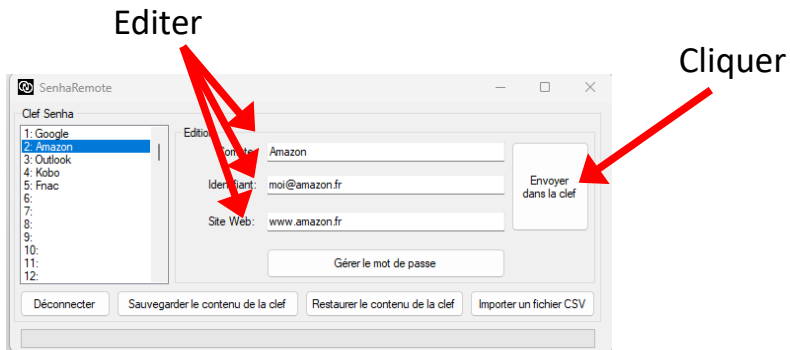 Editer
Cliquer
SenhaRemote
Clef Senha
1: Google
2: Amazon
3: Outlook
4: Kobo
5: Fnac
6:
7:
8:
9:
10:
11:
12:
Edition
Compte: Amazon
Identifiant: moi@amazon.fr
Site Web: www.amazon.fr
Envoyer
dans la clef
Gérer le mot de passe
Déconnecter Sauvegarder le contenu de la clef Restaurer le contenu de la clef Importer un fichier CSV